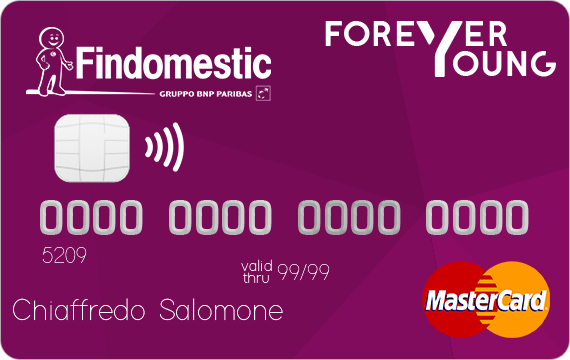 Findomestic
GRUPPO BNP PARIBAS
FOREVER
YOUNG
0000 0000 0000 0000
5209
valid
thru 99/99
Chiaffredo Salomone
MasterCard